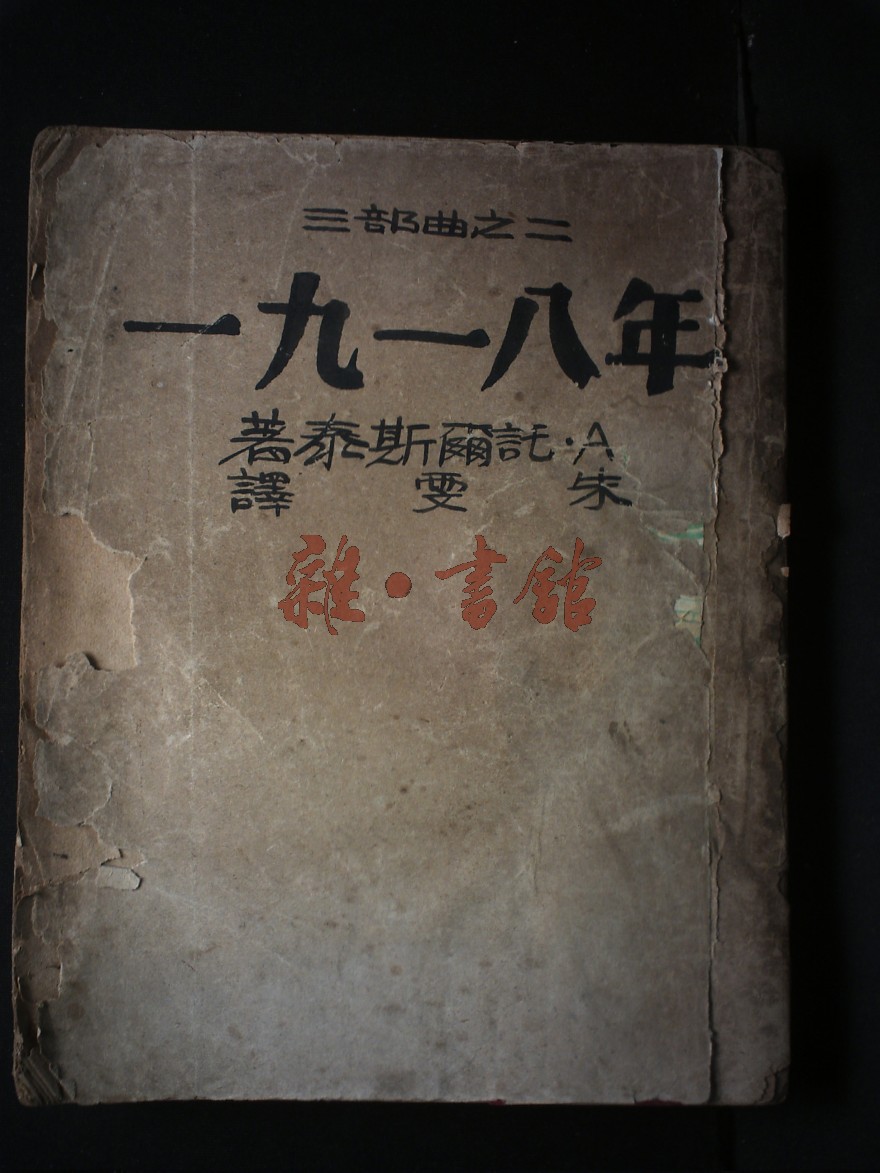 三部曲之二
一九一八年
A·託爾斯泰著
朱雯譯
雜·書館